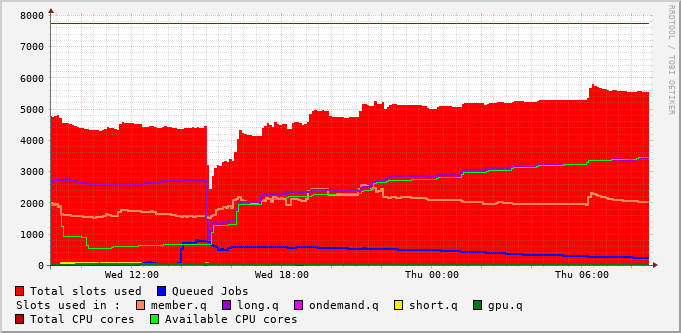 RRDTOOL / TOBI OETIKER
8000
7000
6000
5000
4000
3000
2000
1000
0
Wed 12:00 Wed 18:00 Thu 00:00 Thu 06:00
Total slots used Queued Jobs
Slots used in : member.q long.q ondemand.q short.q gpu.q
Total CPU cores Available CPU cores